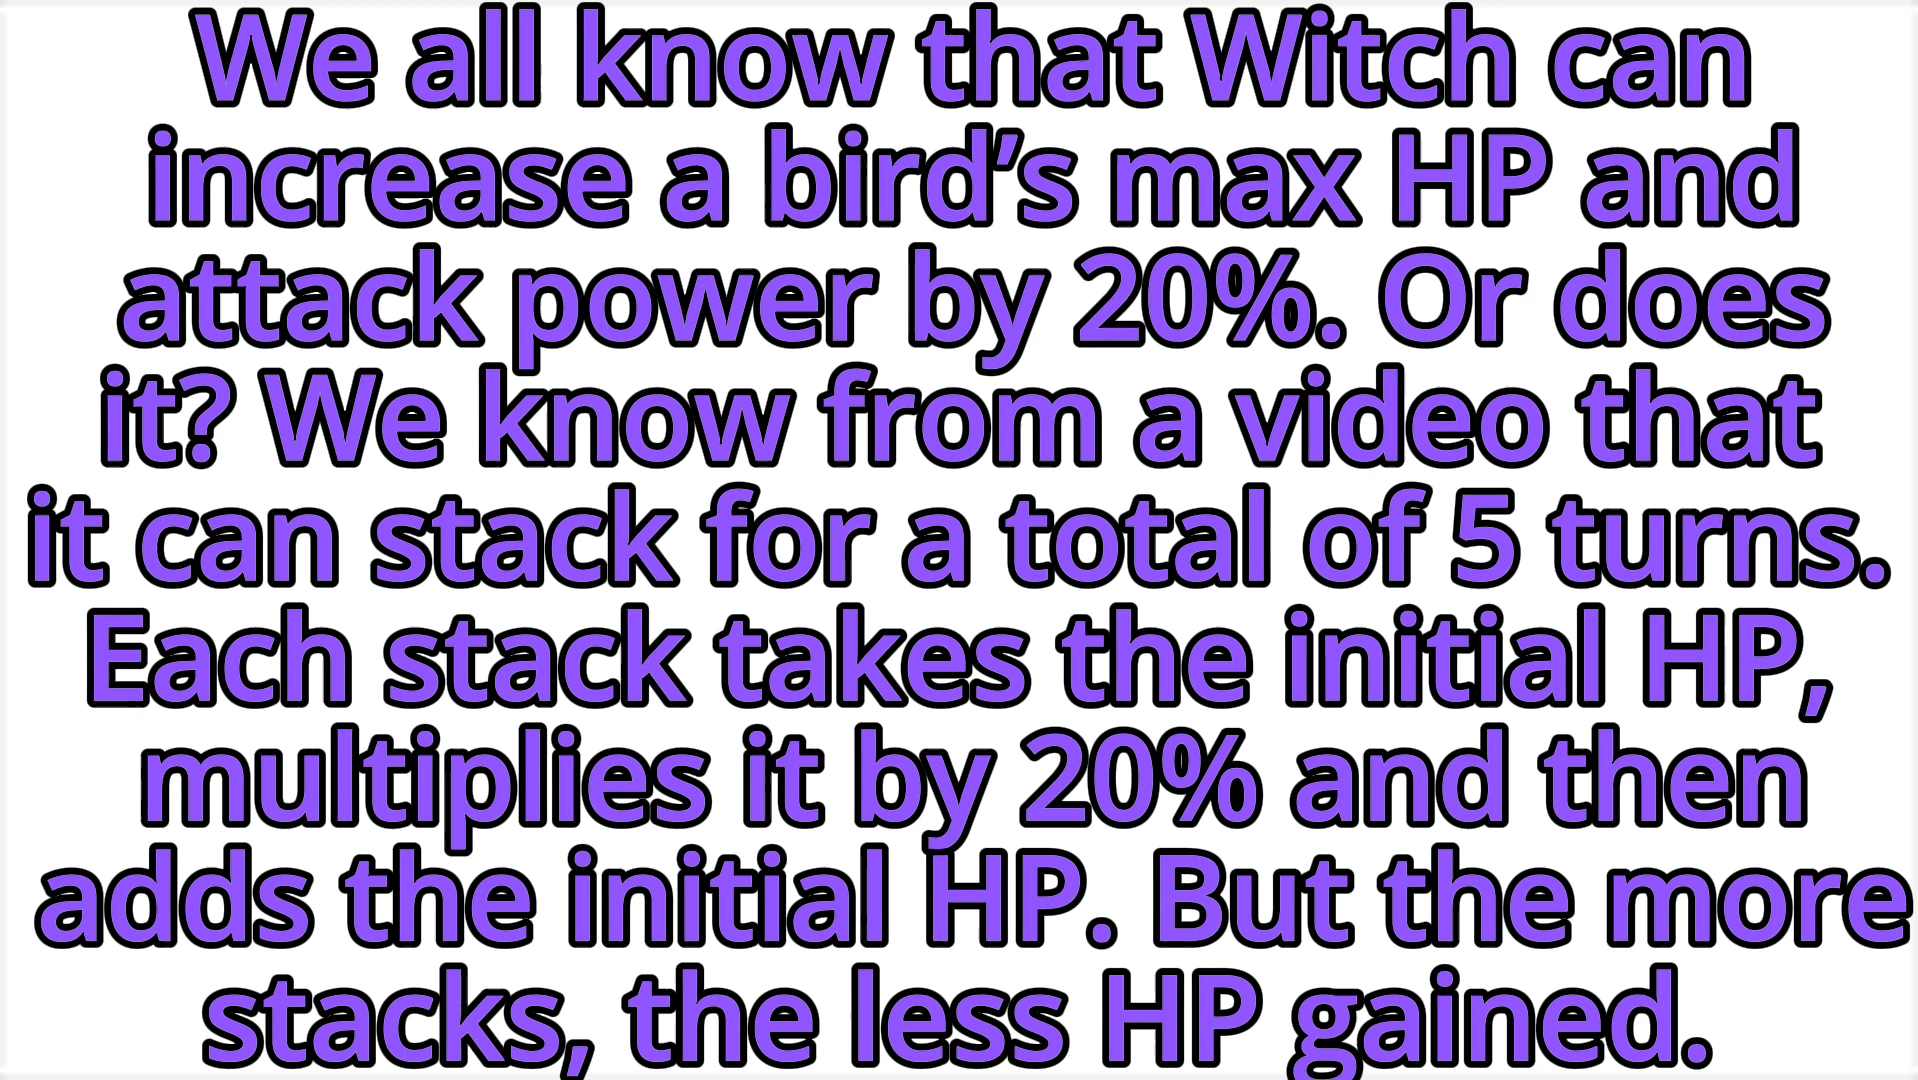 We all know that Witch can
increase a bird’s max HP and
attack power by 20%. Or does
it? We know from a video that
it can stack for a total of 5 turns.
Each stack takes the initial HP,
multiplies it by 20% and then
adds the initial HP. But the more
stacks, the less HP gained.